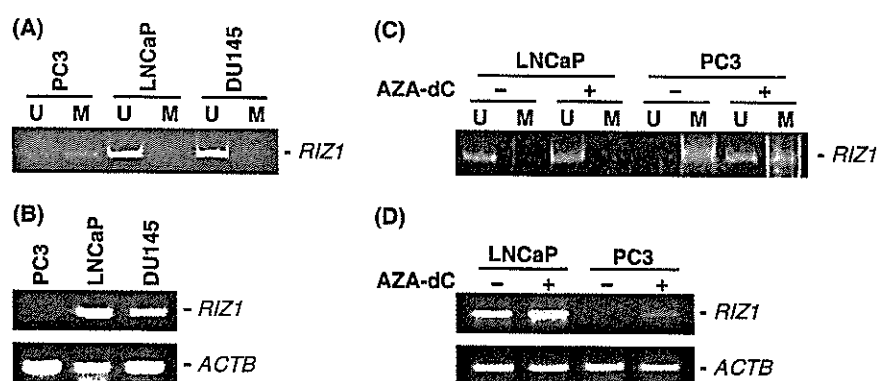 (A)
PC3 LNCaP DU145
U M U M U M
- RIZ1
(B)
PC3 LNCaP DU145
- RIZ1
- ACTB
(C)
LNCaP PC3
AZA-dC − + − +
U M U M U M U M
- RIZ1
(D)
LNCaP PC3
AZA-dC − + − +
- RIZ1
- ACTB